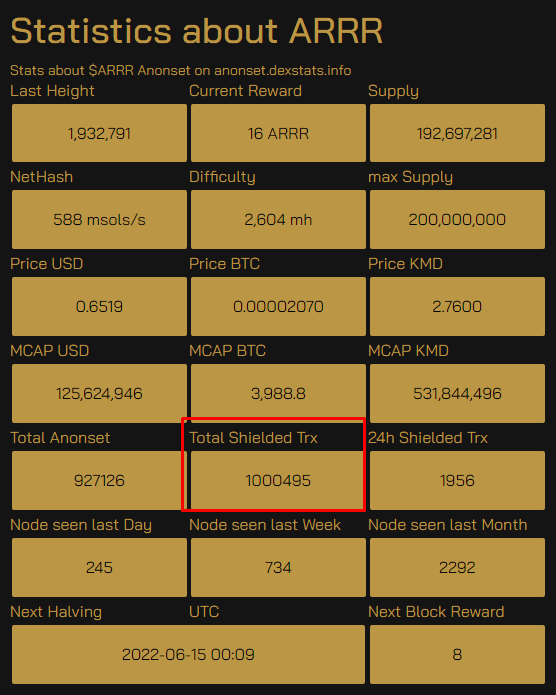 Statistics about ARRR
Stats about $ARRR Anonset on anonset.dexstats.info
Last Height Current Reward Supply
1,932,791 16 ARRR 192,697,281
NetHash Difficulty max Supply
588 msols/s 2,604 mh 200,000,000
Price USD Price BTC Price KMD
0.6519 0.00002070 2.7600
MCAP USD MCAP BTC MCAP KMD
125,624,946 3,988.8 531,844,496
Total Anonset Total Shielded Trx 24h Shielded Trx
927126 1000495 1956
Node seen last Day Node seen last Week Node seen last Month
245 734 2292
Next Halving UTC Next Block Reward
2022-06-15 00:09 8